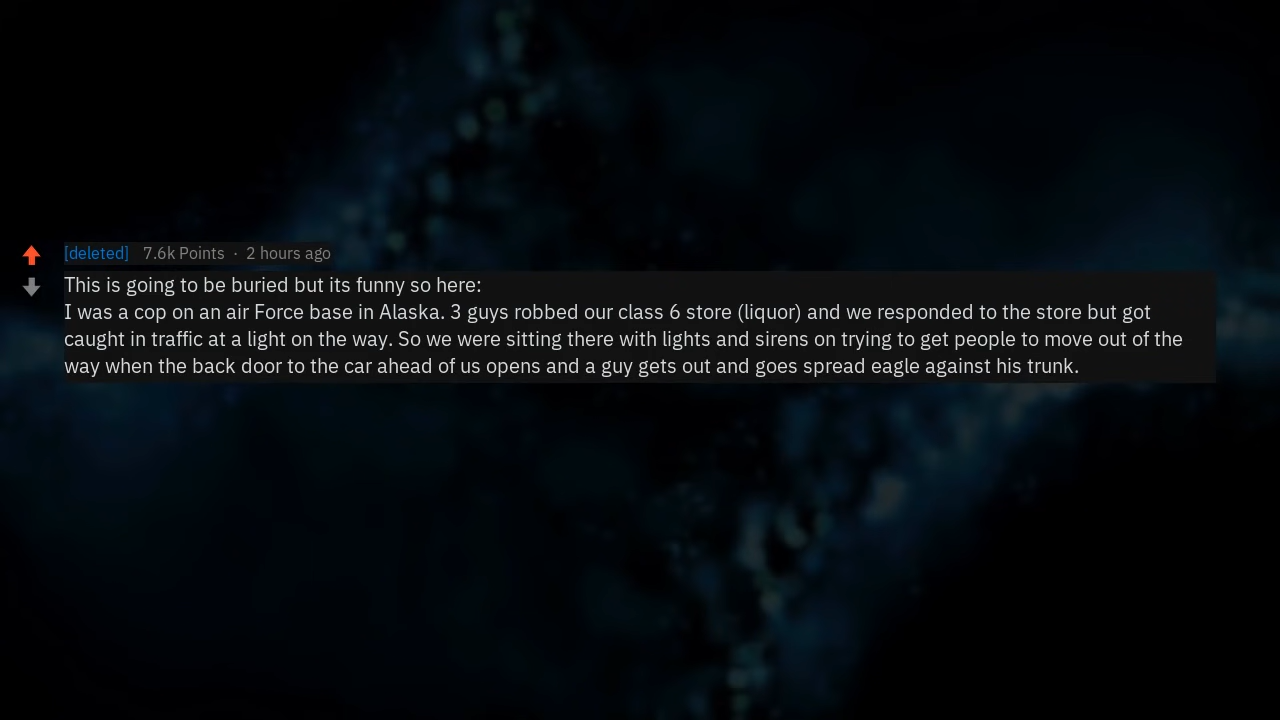 [deleted] 7.6k Points · 2 hours ago
This is going to be buried but its funny so here:
I was a cop on an air Force base in Alaska. 3 guys robbed our class 6 store (liquor) and we responded to the store but got
caught in traffic at a light on the way. So we were sitting there with lights and sirens on trying to get people to move out of the
way when the back door to the car ahead of us opens and a guy gets out and goes spread eagle against his trunk.